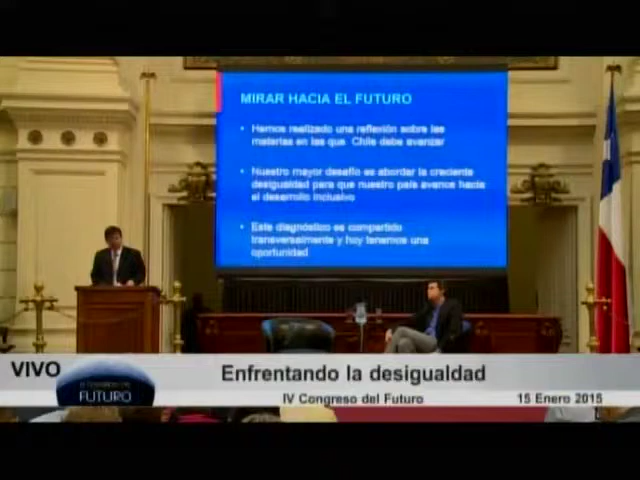 MIRAR HACIA EL FUTURO
• Hemos realizado una reflexión sobre las
materias en las que Chile debe avanzar
• Nuestro mayor desafío es abordar la creciente
desigualdad para que nuestro país avance hacia
el desarrollo inclusivo
• Este diagnóstico es compartido
transversalmente y hoy tenemos una
oportunidad
VIVO
FUTURO
Enfrentando la desigualdad
IV Congreso del Futuro
15 Enero 2015